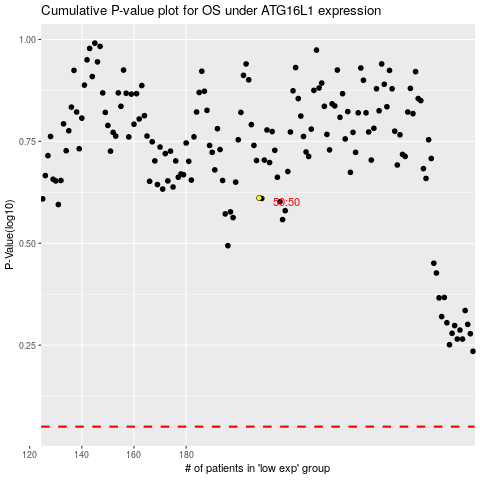 Cumulative P-value plot for OS under ATG16L1 expression
1.00
0.75
0.50
0.25
P-Value(log10)
50:50
120 140 160 180
# of patients in 'low exp' group